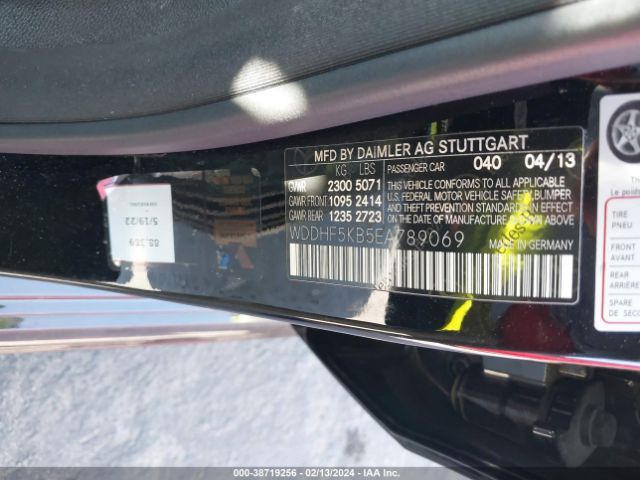 MFD BY DAIMLER AG STUTTGART
KG LBS PASSENGER CAR 040 04/13
GVWR 2300 5071
GAWR FRONT 1095 2414
GAWR REAR 1235 2723
THIS VEHICLE CONFORMS TO ALL APPLICABLE
U.S. FEDERAL MOTOR VEHICLE SAFETY, BUMPER
AND THEFT PREVENTION STANDARDS IN EFFECT ON
THE DATE OF MANUFACTURE SHOWN ABOVE.
WDDHF5KB5EA789069
MADE IN GERMANY
5/19/22
TIRE
PNEU
FRONT
AVANT
REAR
ARRIÈRE
SPARE
DE SECOURS
000-38719256 - 02/13/2024 - IAA Inc.